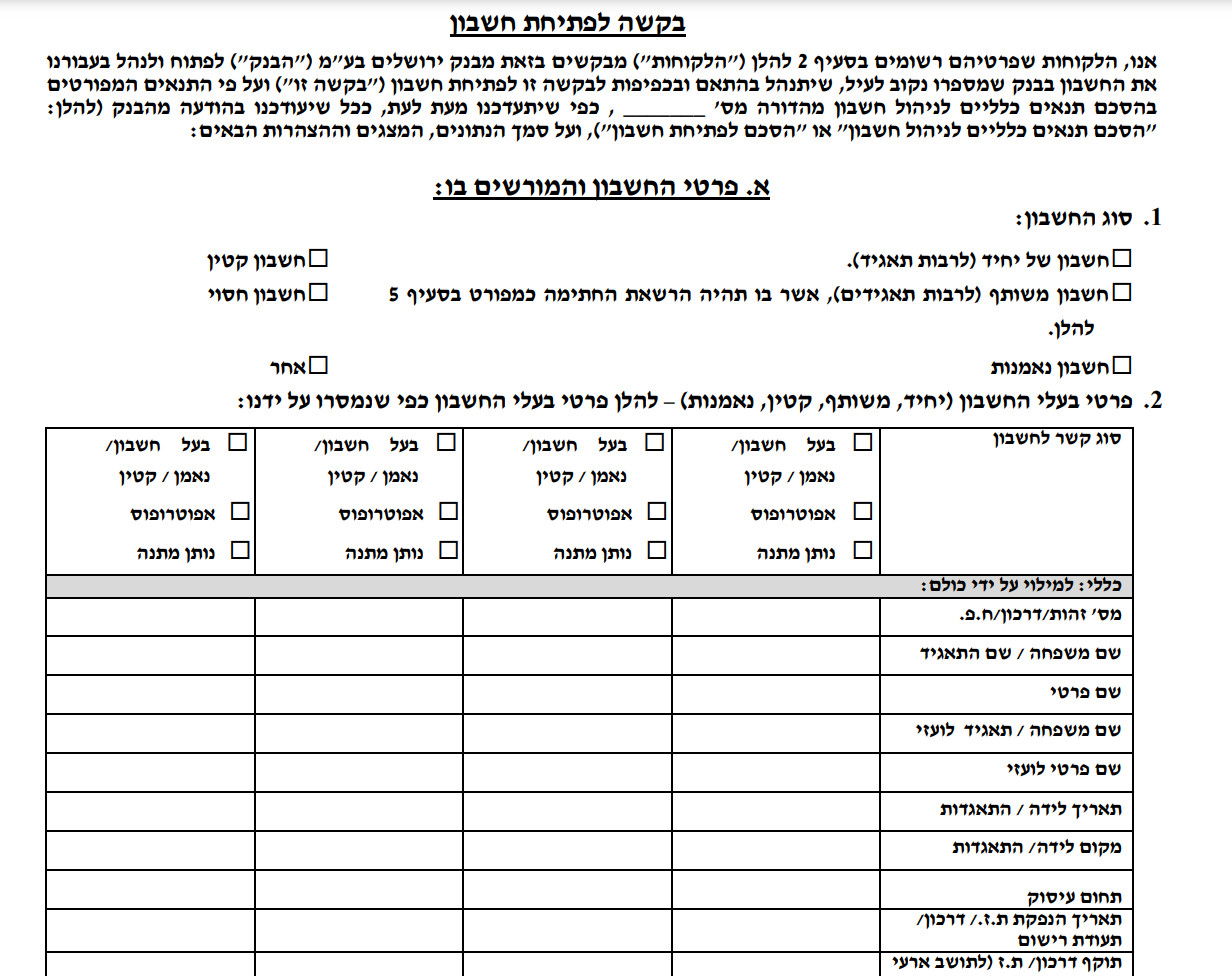 בקשה לפתיחת חשבון
אנו, הלקוחות שפרטיהם רשומים בסעיף 2 להלן ("הלקוחות") מבקשים בזאת מבנק ירושלים בע"מ ("הבנק") לפתוח ולנהל בעבורנו
את החשבון בבנק שמספרו נקוב לעיל, שיתנהל בהתאם ובכפיפות לבקשה זו לפתיחת חשבון ("בקשה זו") ועל פי התנאים המפורטים
בהסכם תנאים כלליים לניהול חשבון מהדורה מס' ________ , כפי שיתעדכנו מעת לעת, ככל שיעודכנו בהודעה מהבנק (להלן:
"הסכם תנאים כלליים לניהול חשבון" או "הסכם לפתיחת חשבון"), ועל סמך הנתונים, המצגים וההצהרות הבאים:
א. פרטי החשבון והמורשים בו:
1. סוג החשבון:
☐חשבון של יחיד (לרבות תאגיד). ☐חשבון קטין
☐חשבון משותף (לרבות תאגידים), אשר בו תהיה הרשאת החתימה כמפורט בסעיף 5 ☐חשבון חסוי
להלן.
☐חשבון נאמנות ☐אחר
2. פרטי בעלי החשבון (יחיד, משותף, קטין, נאמנות) – להלן פרטי בעלי החשבון כפי שנמסרו על ידנו:
סוג קשר לחשבון ☐ בעל חשבון/ ☐ בעל חשבון/ ☐ בעל חשבון/ ☐ בעל חשבון/
נאמן / קטין נאמן / קטין נאמן / קטין נאמן / קטין
☐ אפוטרופוס ☐ אפוטרופוס ☐ אפוטרופוס ☐ אפוטרופוס
☐ נותן מתנה ☐ נותן מתנה ☐ נותן מתנה ☐ נותן מתנה
כללי: למילוי על ידי כולם:
מס' זהות/דרכון/ח.פ.
שם משפחה / שם התאגיד
שם פרטי
שם משפחה / תאגיד לועזי
שם פרטי לועזי
תאריך לידה / התאגדות
מקום לידה/ התאגדות
תחום עיסוק
תאריך הנפקת ת.ז./ דרכון/
תעודת רישום
תוקף דרכון/ ת.ז (לתושב ארעי